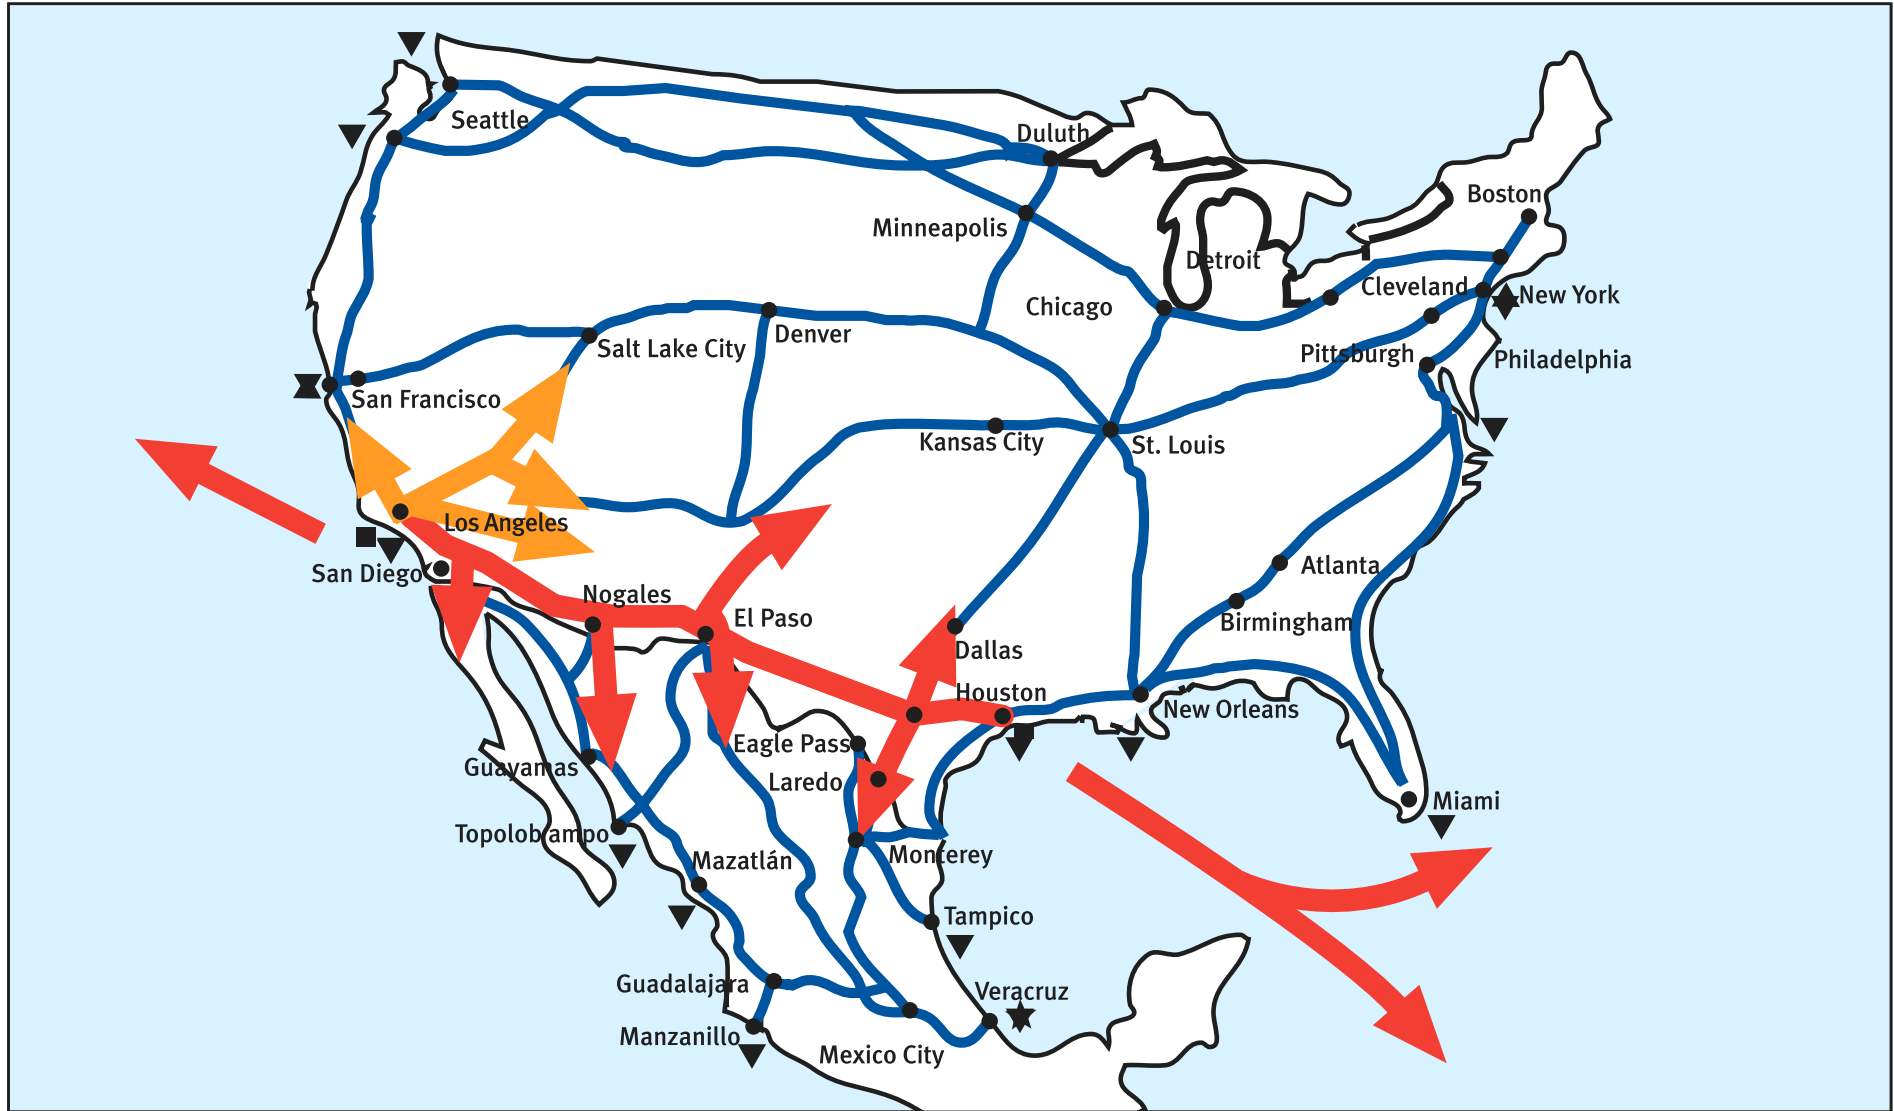 Seattle
Duluth
Boston
Minneapolis
Detroit
Cleveland
New York
Chicago
Denver
Salt Lake City
Pittsburgh
Philadelphia
San Francisco
Kansas City
St. Louis
Los Angeles
San Diego
Atlanta
Nogales
El Paso
Birmingham
Dallas
Houston
New Orleans
Eagle Pass
Guayamas
Laredo
Miami
Topolobampo
Mazatlán
Monterey
Tampico
Guadalajara
Veracruz
Manzanillo
Mexico City